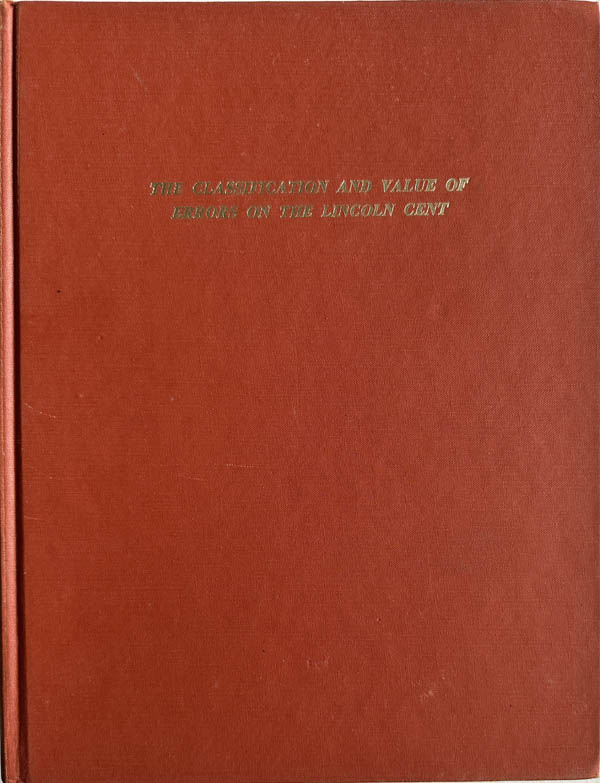 THE CLASSIFICATION AND VALUE OF
ERRORS ON THE LINCOLN CENT